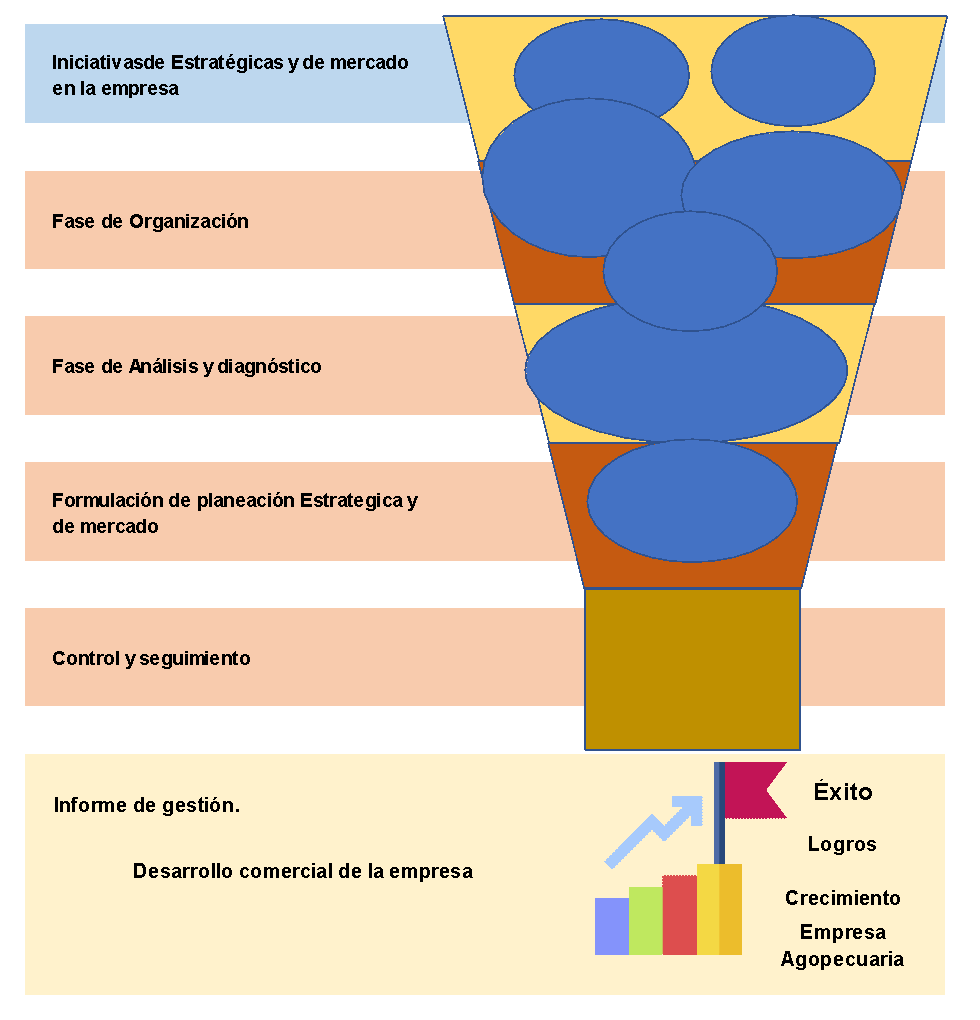 Iniciativasde Estratégicas y de mercado
en la empresa
Fase de Organización
Fase de Análisis y diagnóstico
Formulación de planeación Estrategica y
de mercado
Control y seguimiento
Informe de gestión.
Desarrollo comercial de la empresa
Éxito
Logros
Crecimiento
Empresa
Agopecuaria